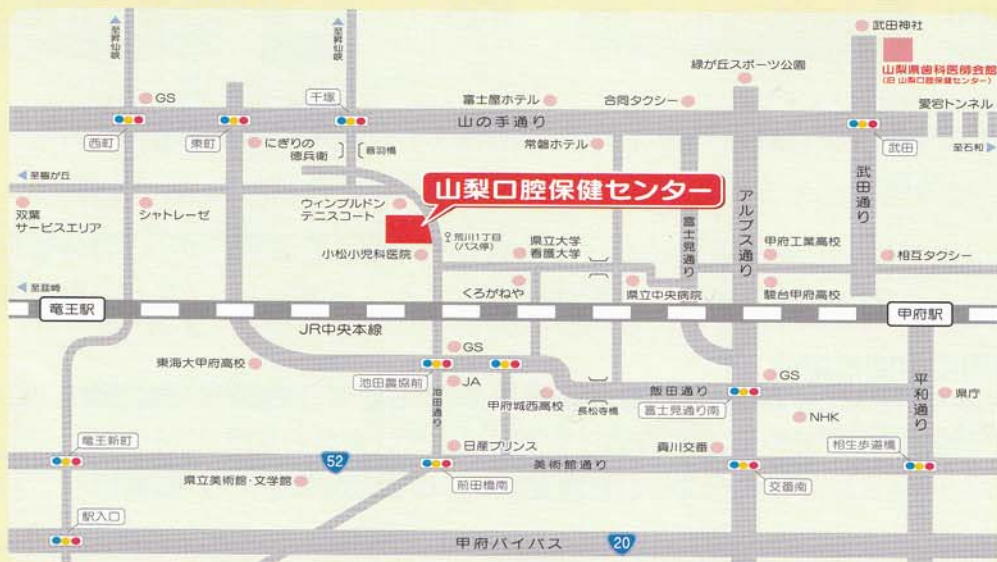 至昇仙峡
至昇仙峡
武田神社
山梨県歯科医師会館
(旧 山梨口腔保健センター)
緑が丘スポーツ公園
GS
千塚
富士屋ホテル
合同タクシー
愛宕トンネル
山の手通り
西町
東町
にぎりの
徳兵衛
音羽橋
常磐ホテル
武田
至石和
至龍が丘
山梨口腔保健センター
武田通り
双葉
サービスエリア
シャトレーゼ
ウィンブルドン
テニスコート
アルプス通り
富士見通り
荒川1丁目
(バス停)
県立大学
看護大学
甲府工業高校
小松小児科医院
相互タクシー
至韮崎
くろがねや
県立中央病院
駿台甲府高校
竜王駅
甲府駅
JR中央本線
GS
東海大甲府高校
池田農協前
JA
池田通り
甲府城西高校
長松寺橋
飯田通り
富士見通り南
GS
平和通り
県庁
NHK
竜王新町
日産プリンス
貢川交番
相生歩道橋
52
美術館通り
県立美術館・文学館
前田橋南
交番南
駅入口
甲府バイパス
20